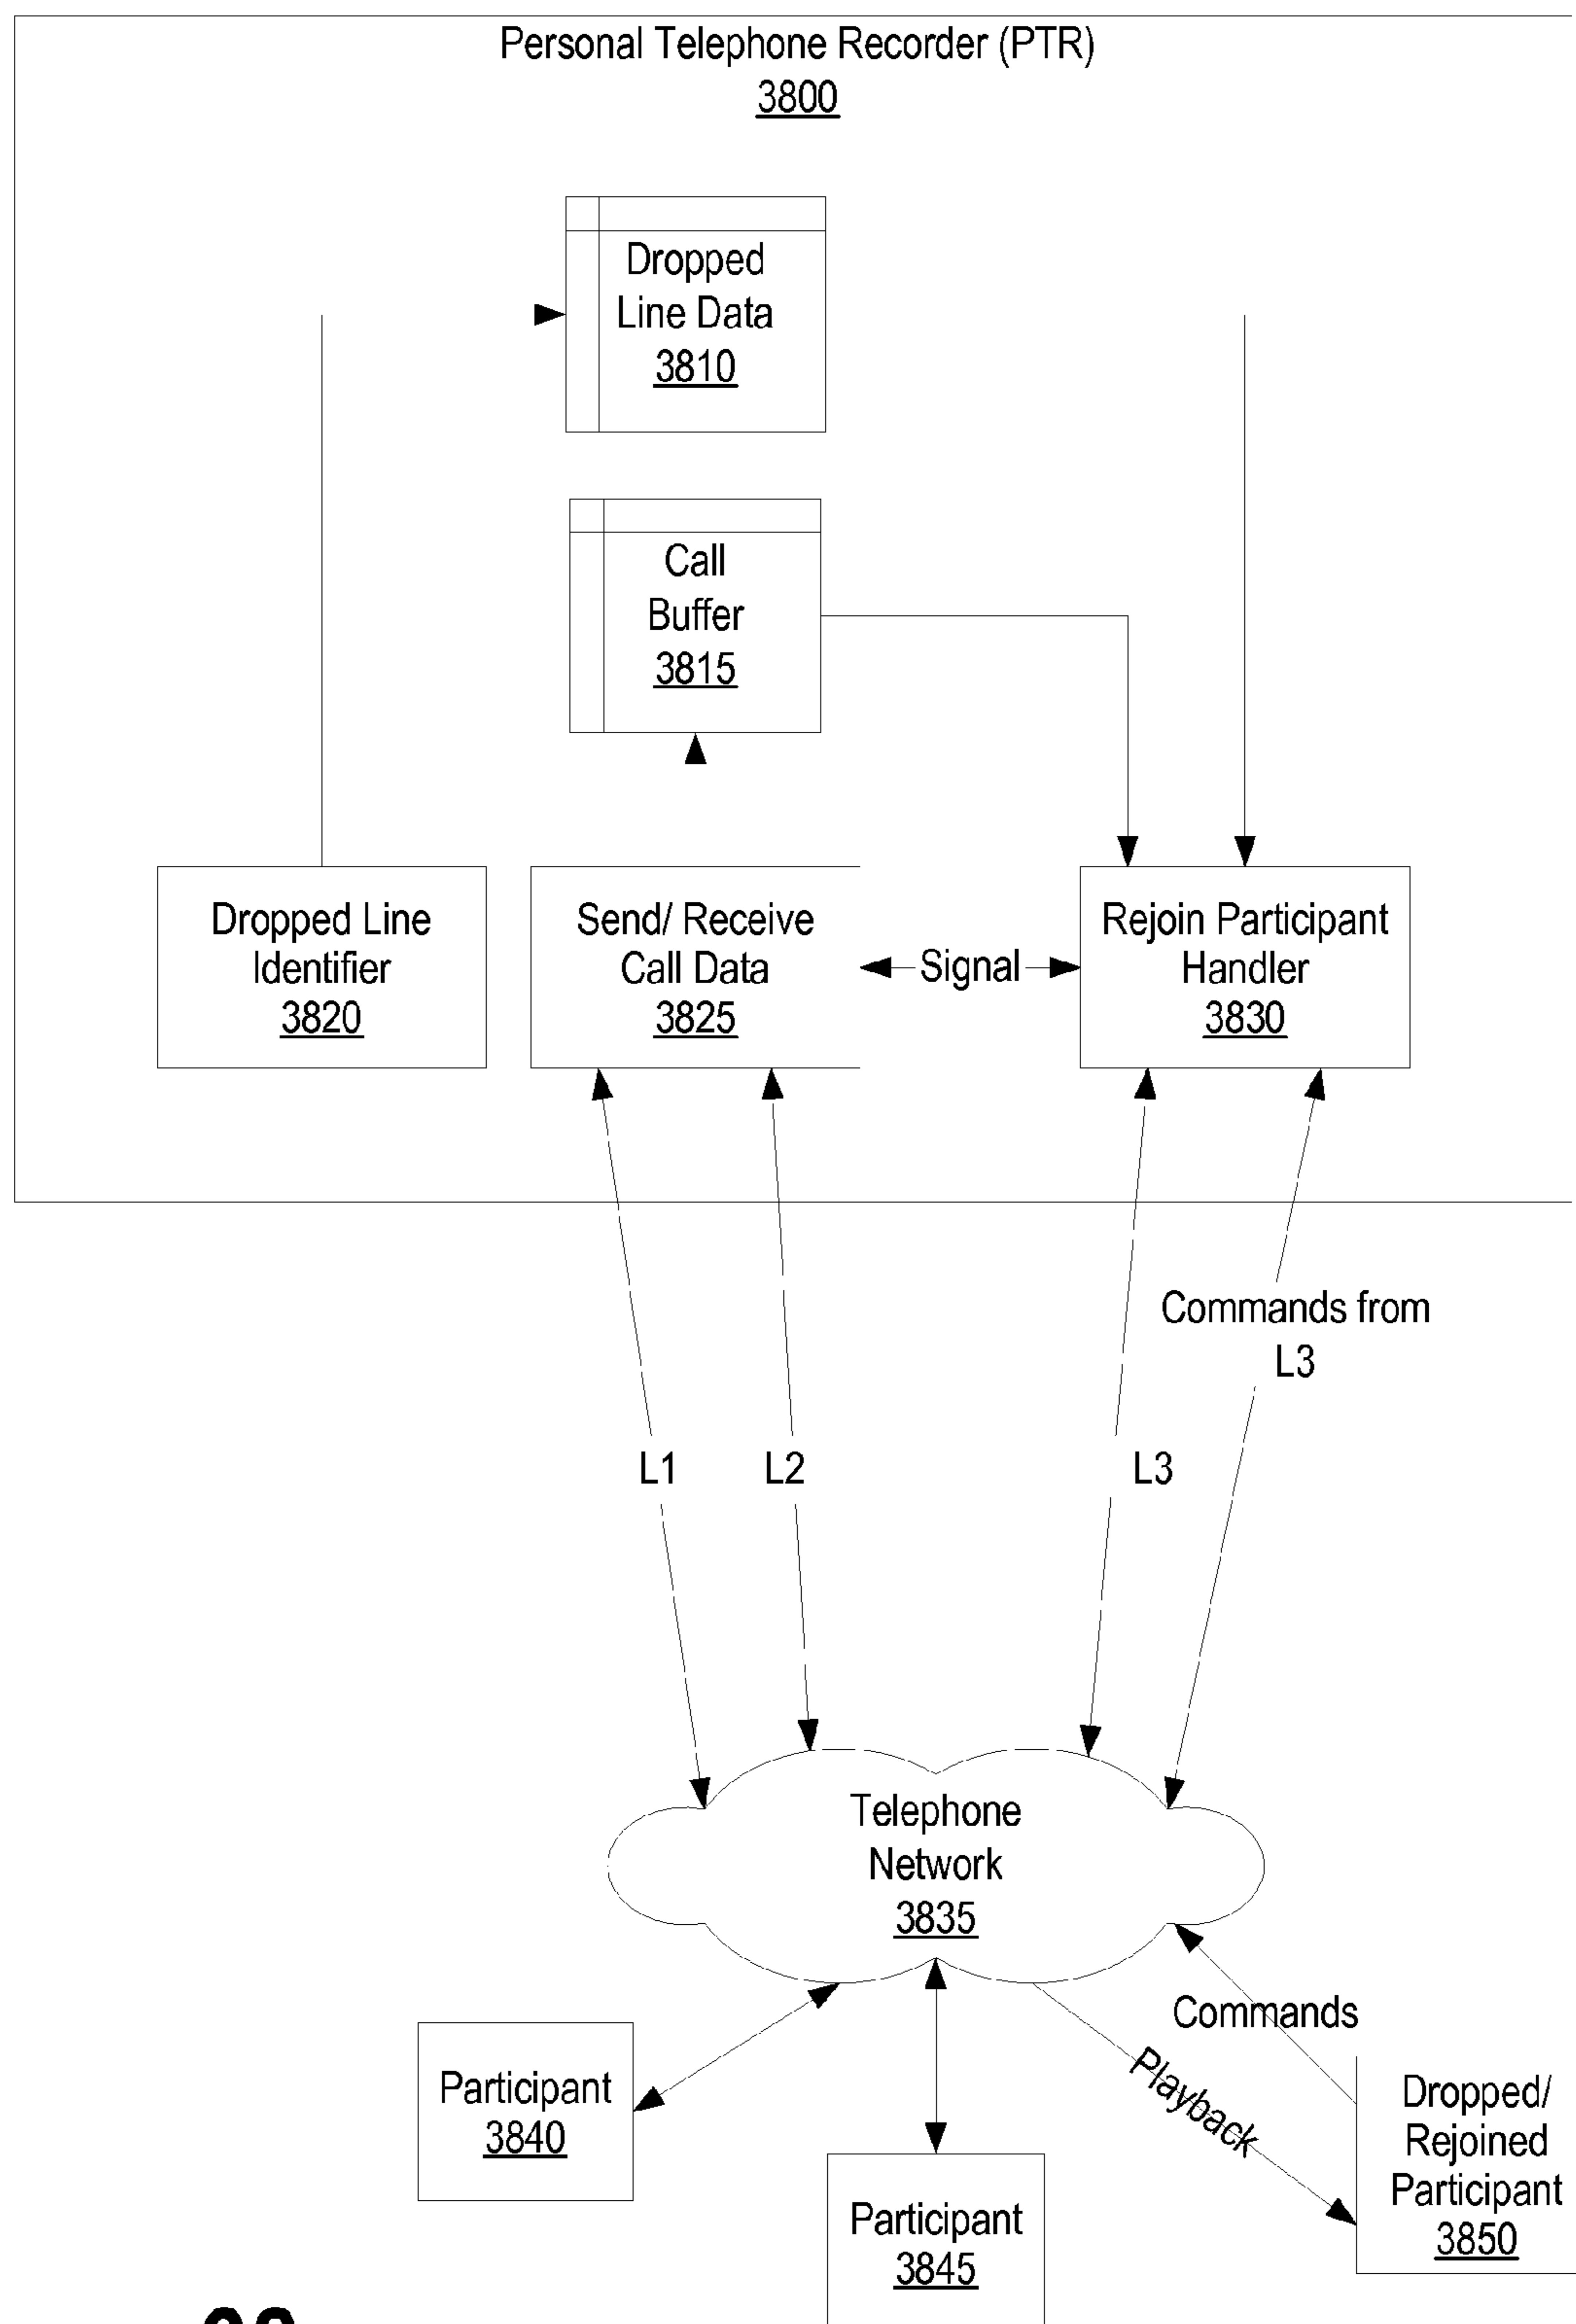 Personal Telephone Recorder (PTR)
3800
Dropped
Line Data
3810
Call
Buffer
3815
Dropped Line
Identifier
3820
Send/ Receive
Call Data
3825
Signal
Rejoin Participant
Handler
3830
Commands from
L3
L1
L2
L3
Telephone
Network
3835
Commands
Playback
Participant
3840
Participant
3845
Dropped/
Rejoined
Participant
3850